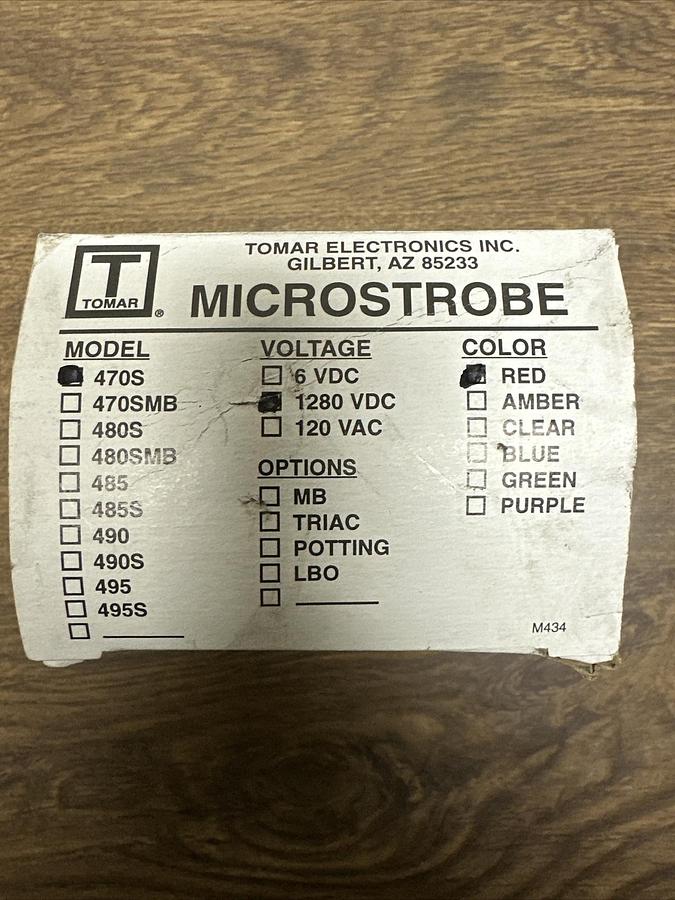 T
TOMAR
®
TOMAR ELECTRONICS INC.
GILBERT, AZ 85233
MICROSTROBE
MODEL
470S
470SMB
480S
480SMB
485
485S
490
490S
495
495S
VOLTAGE
6 VDC
1280 VDC
120 VAC
OPTIONS
MB
TRIAC
POTTING
LBO
COLOR
RED
AMBER
CLEAR
BLUE
GREEN
PURPLE
M434